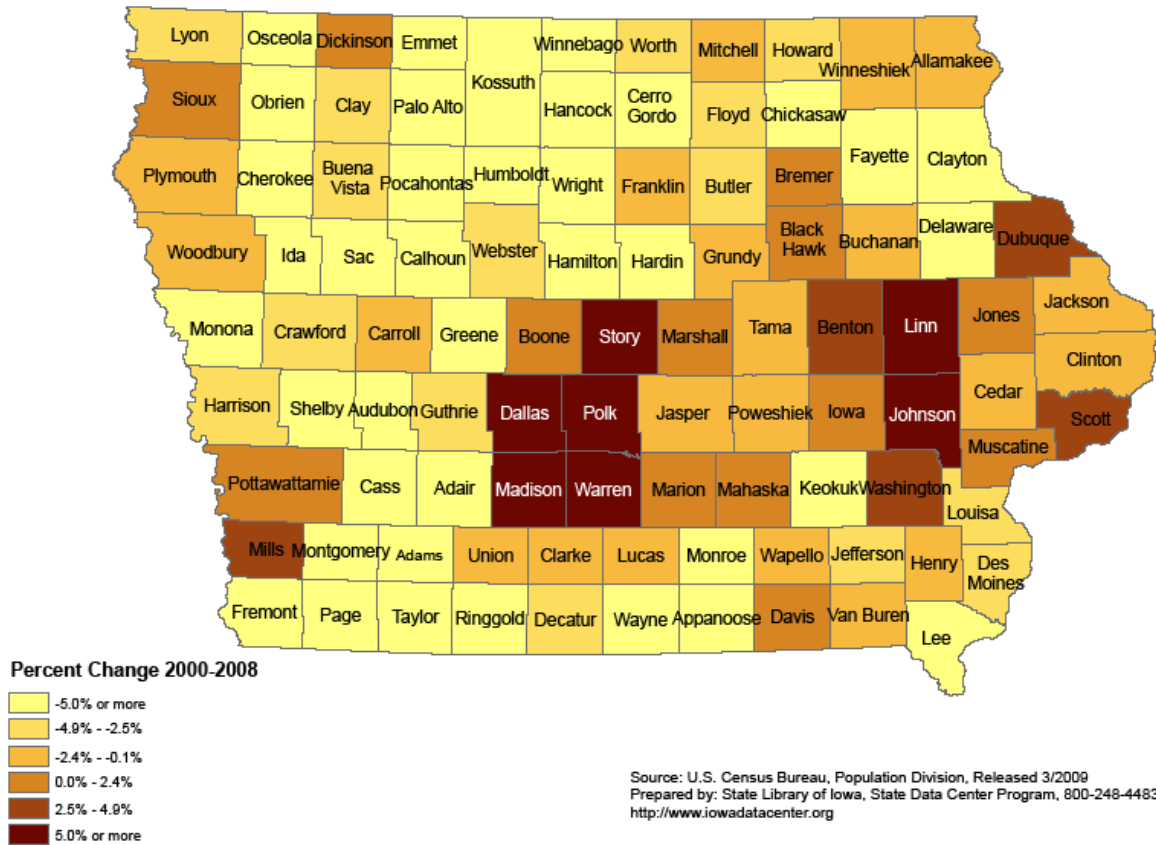 Lyon
Osceola
Dickinson
Emmet
Kossuth
Winnebago
Worth
Mitchell
Howard
Winneshiek
Allamakee
Sioux
Obrien
Clay
Palo Alto
Hancock
Cerro
Gordo
Floyd
Chickasaw
Fayette
Clayton
Plymouth
Cherokee
Buena
Vista
Pocahontas
Humboldt
Wright
Franklin
Butler
Bremer
Woodbury
Ida
Sac
Calhoun
Webster
Hamilton
Hardin
Grundy
Black
Hawk
Buchanan
Delaware
Dubuque
Monona
Crawford
Carroll
Greene
Boone
Story
Marshall
Tama
Benton
Linn
Jones
Jackson
Clinton
Harrison
Shelby
Audubon
Guthrie
Dallas
Polk
Jasper
Poweshiek
Iowa
Johnson
Cedar
Scott
Muscatine
Pottawattamie
Cass
Adair
Madison
Warren
Marion
Mahaska
Keokuk
Washington
Louisa
Mills
Montgomery
Adams
Union
Clarke
Lucas
Monroe
Wapello
Jefferson
Henry
Des
Moines
Fremont
Page
Taylor
Ringgold
Decatur
Wayne
Appanoose
Davis
Van Buren
Lee
Percent Change 2000-2008
-5.0% or more
-4.9% - -2.5%
-2.4% - -0.1%
0.0% - 2.4%
2.5% - 4.9%
5.0% or more
Source: U.S. Census Bureau, Population Division, Released 3/2009
Prepared by: State Library of Iowa, State Data Center Program, 800-248-4483
http://www.iowadatacenter.org